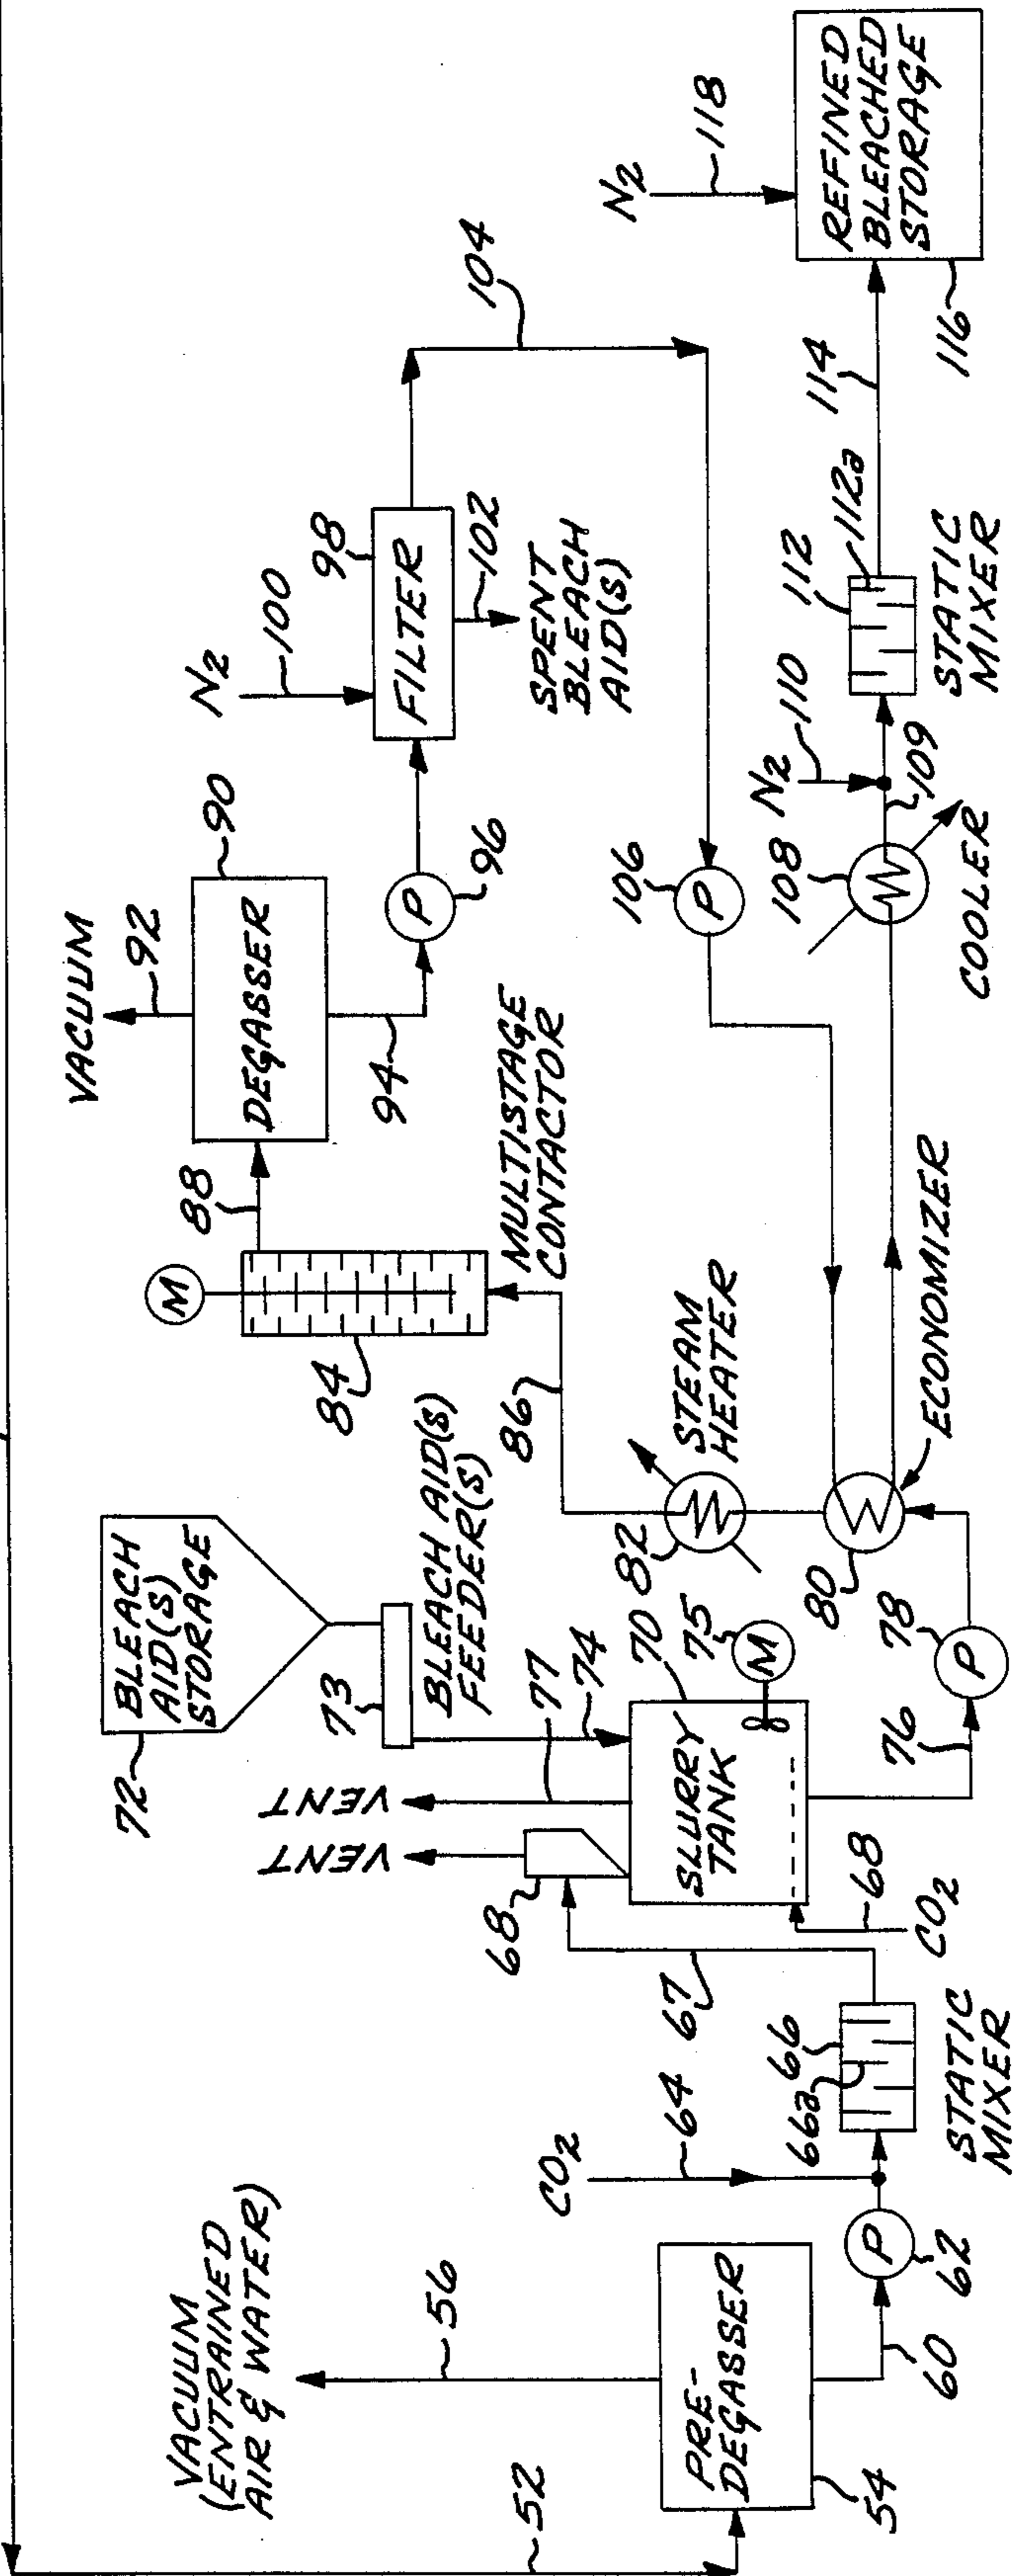 52
VACUUM
(ENTRAINED
AIR & WATER)
56
PRE-
DEGASSER
54
60
P
62
CO2
64
66a
66
STATIC
MIXER
67
68
VENT
VENT
77
CO2
68
SLURRY
TANK
70
74
M
75
72
BLEACH
AID(S)
STORAGE
73
BLEACH AID(S)
FEEDER(S)
76
P
78
80
ECONOMIZER
82
STEAM
HEATER
86
M
84
MULTISTAGE
CONTACTOR
88
VACUUM
92
DEGASSER
90
94
P
96
N2
100
FILTER
98
102
SPENT
BLEACH
AID(S)
104
P
106
108
COOLER
109
N2
110
112
112a
STATIC
MIXER
114
N2
118
REFINED
BLEACHED
STORAGE
116